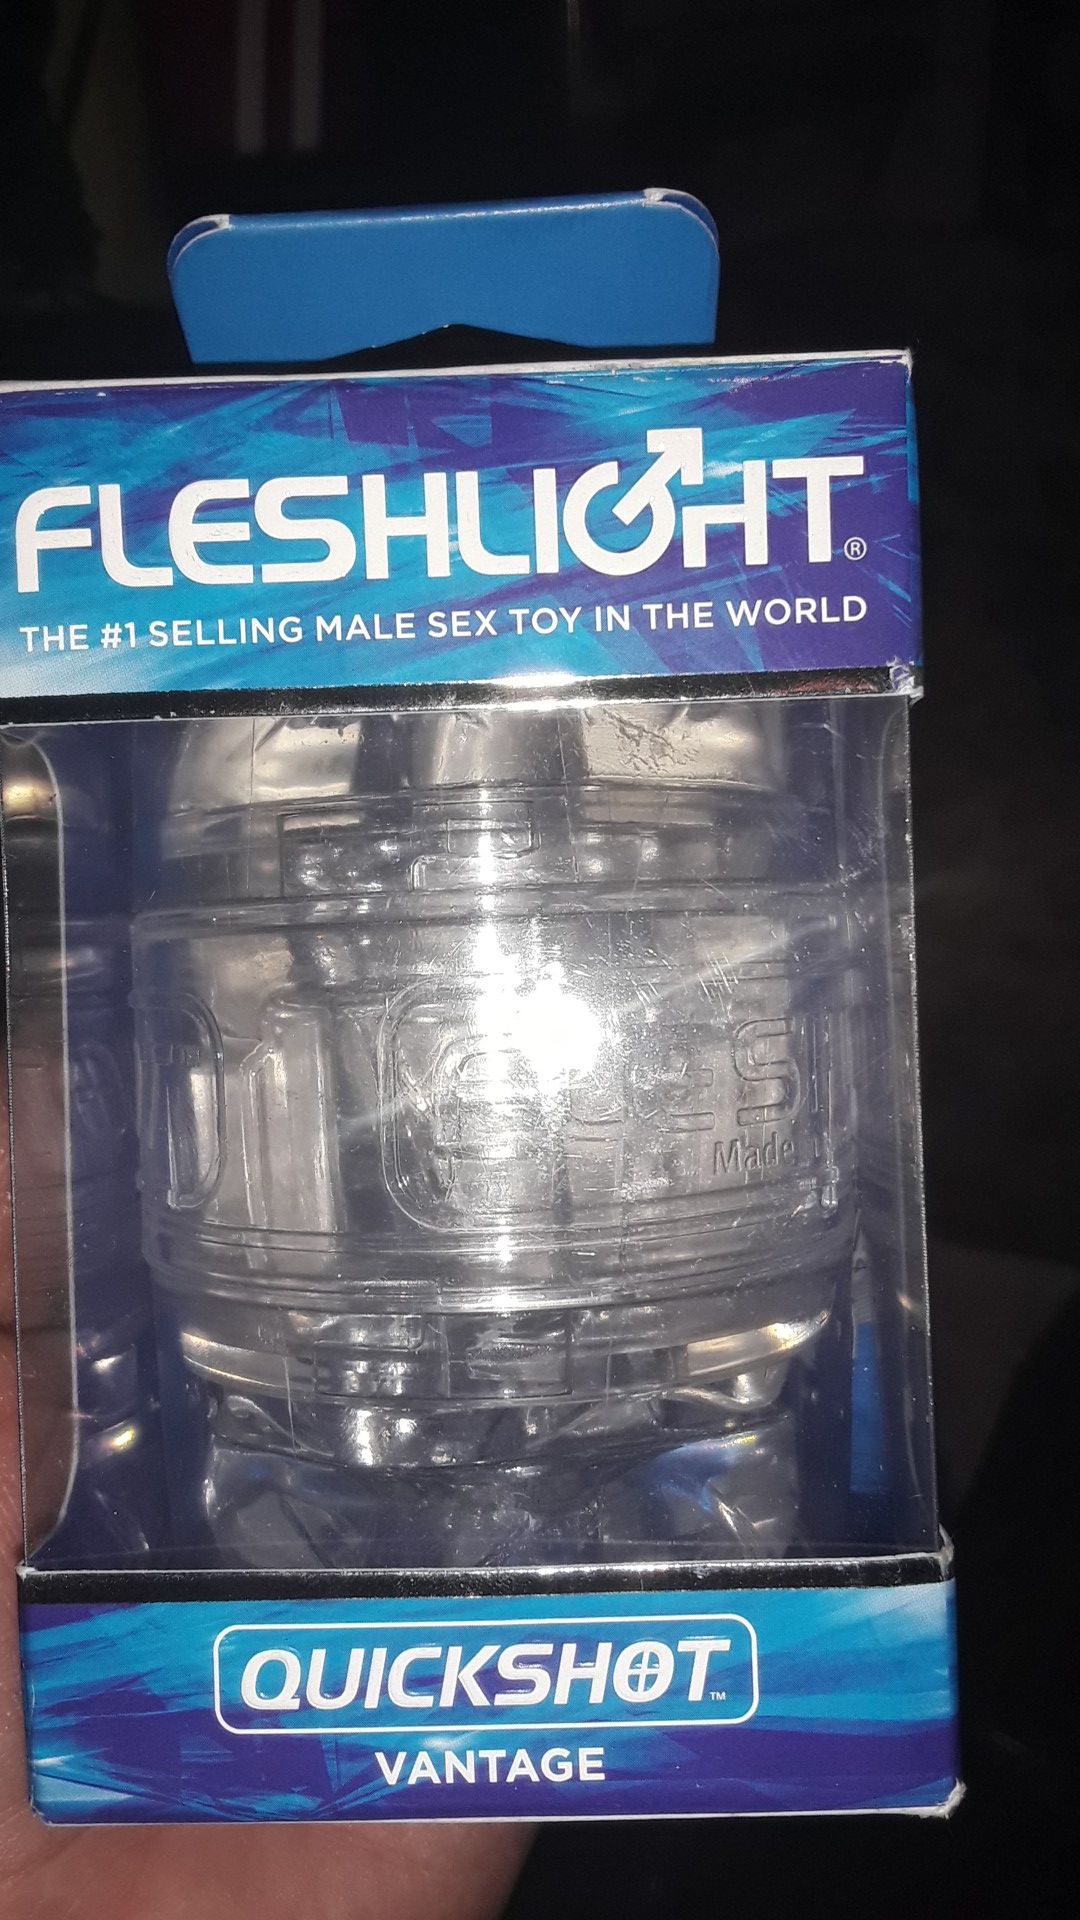 FLESHLIGHT®
THE #1 SELLING MALE SEX TOY IN THE WORLD
Made
QUICKSHOT™
VANTAGE